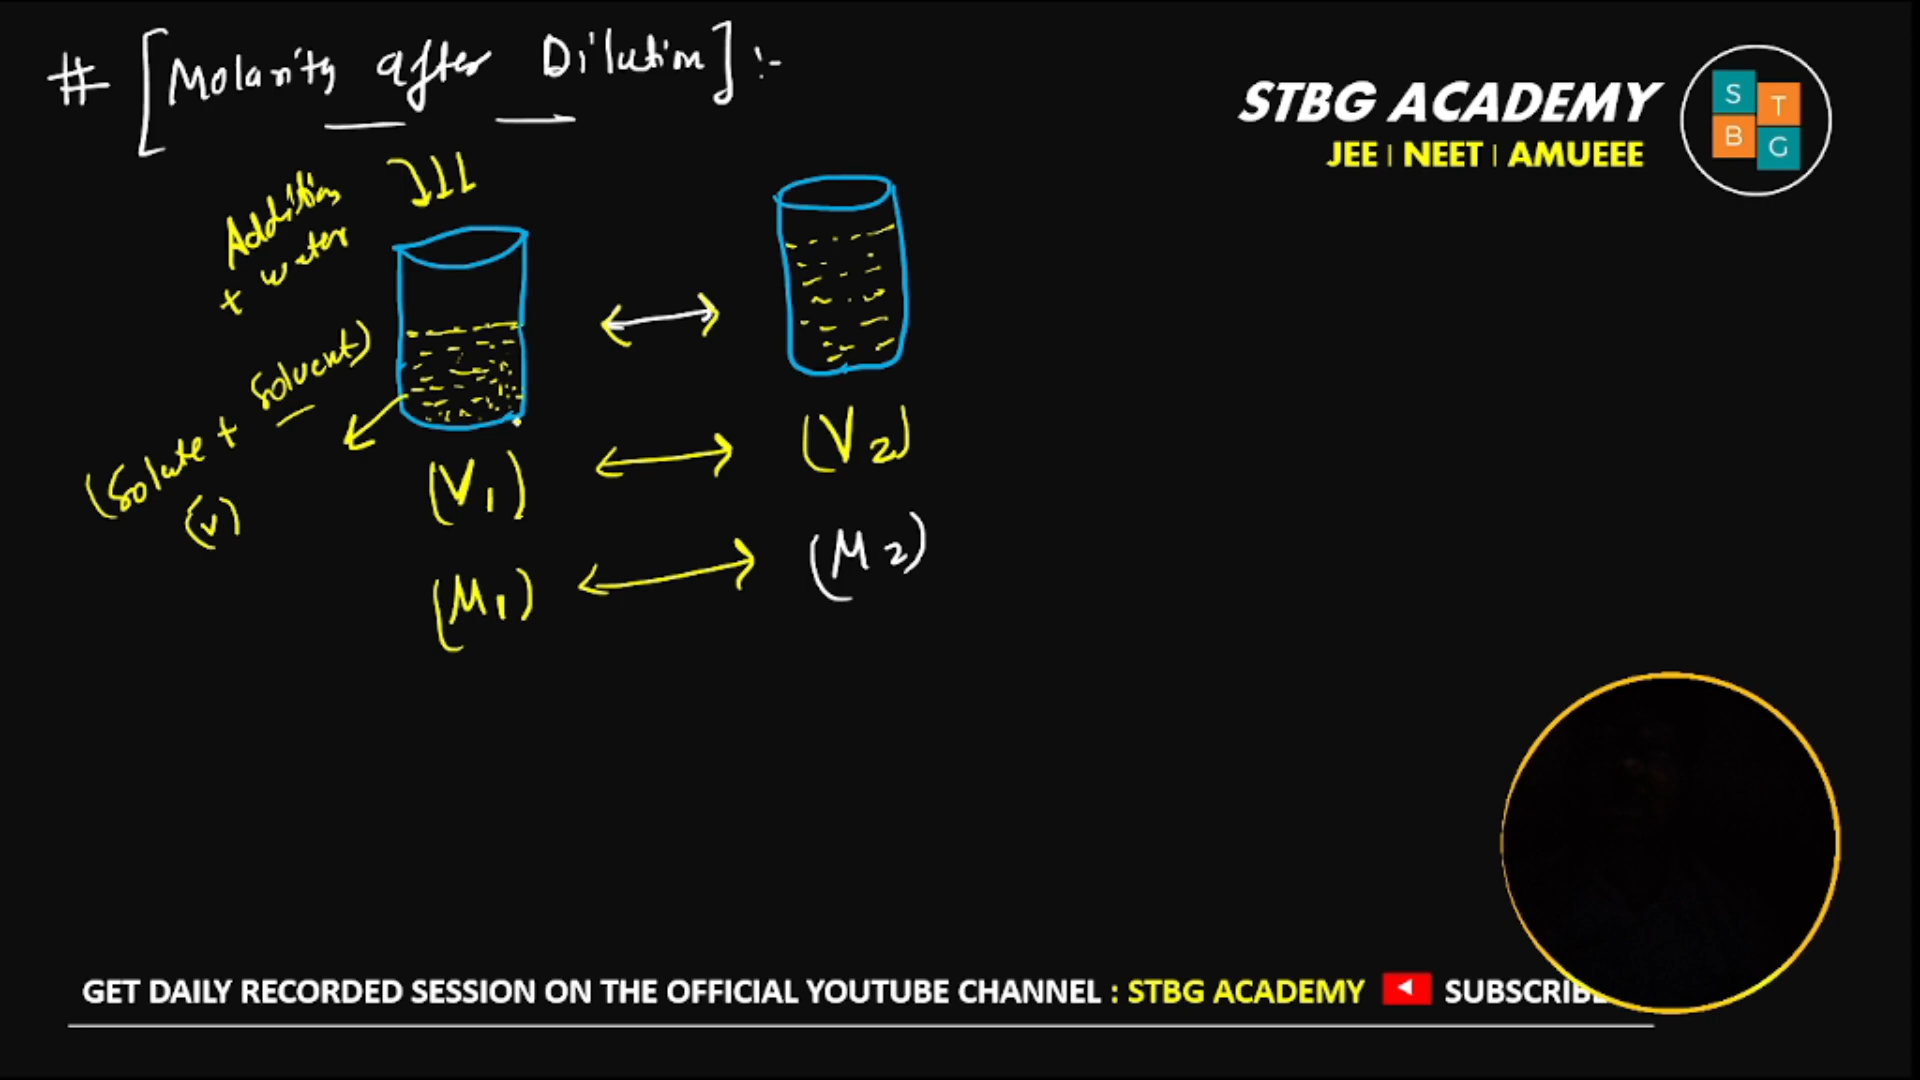 # [Molarity after Dilution] :-
STBG ACADEMY
JEE | NEET | AMUEEE
S T
B G
Addition
+ water
(Solute + Solvent)
(V)
(V1)
(V2)
(M1)
(M2)
GET DAILY RECORDED SESSION ON THE OFFICIAL YOUTUBE CHANNEL : STBG ACADEMY SUBSCRIBE